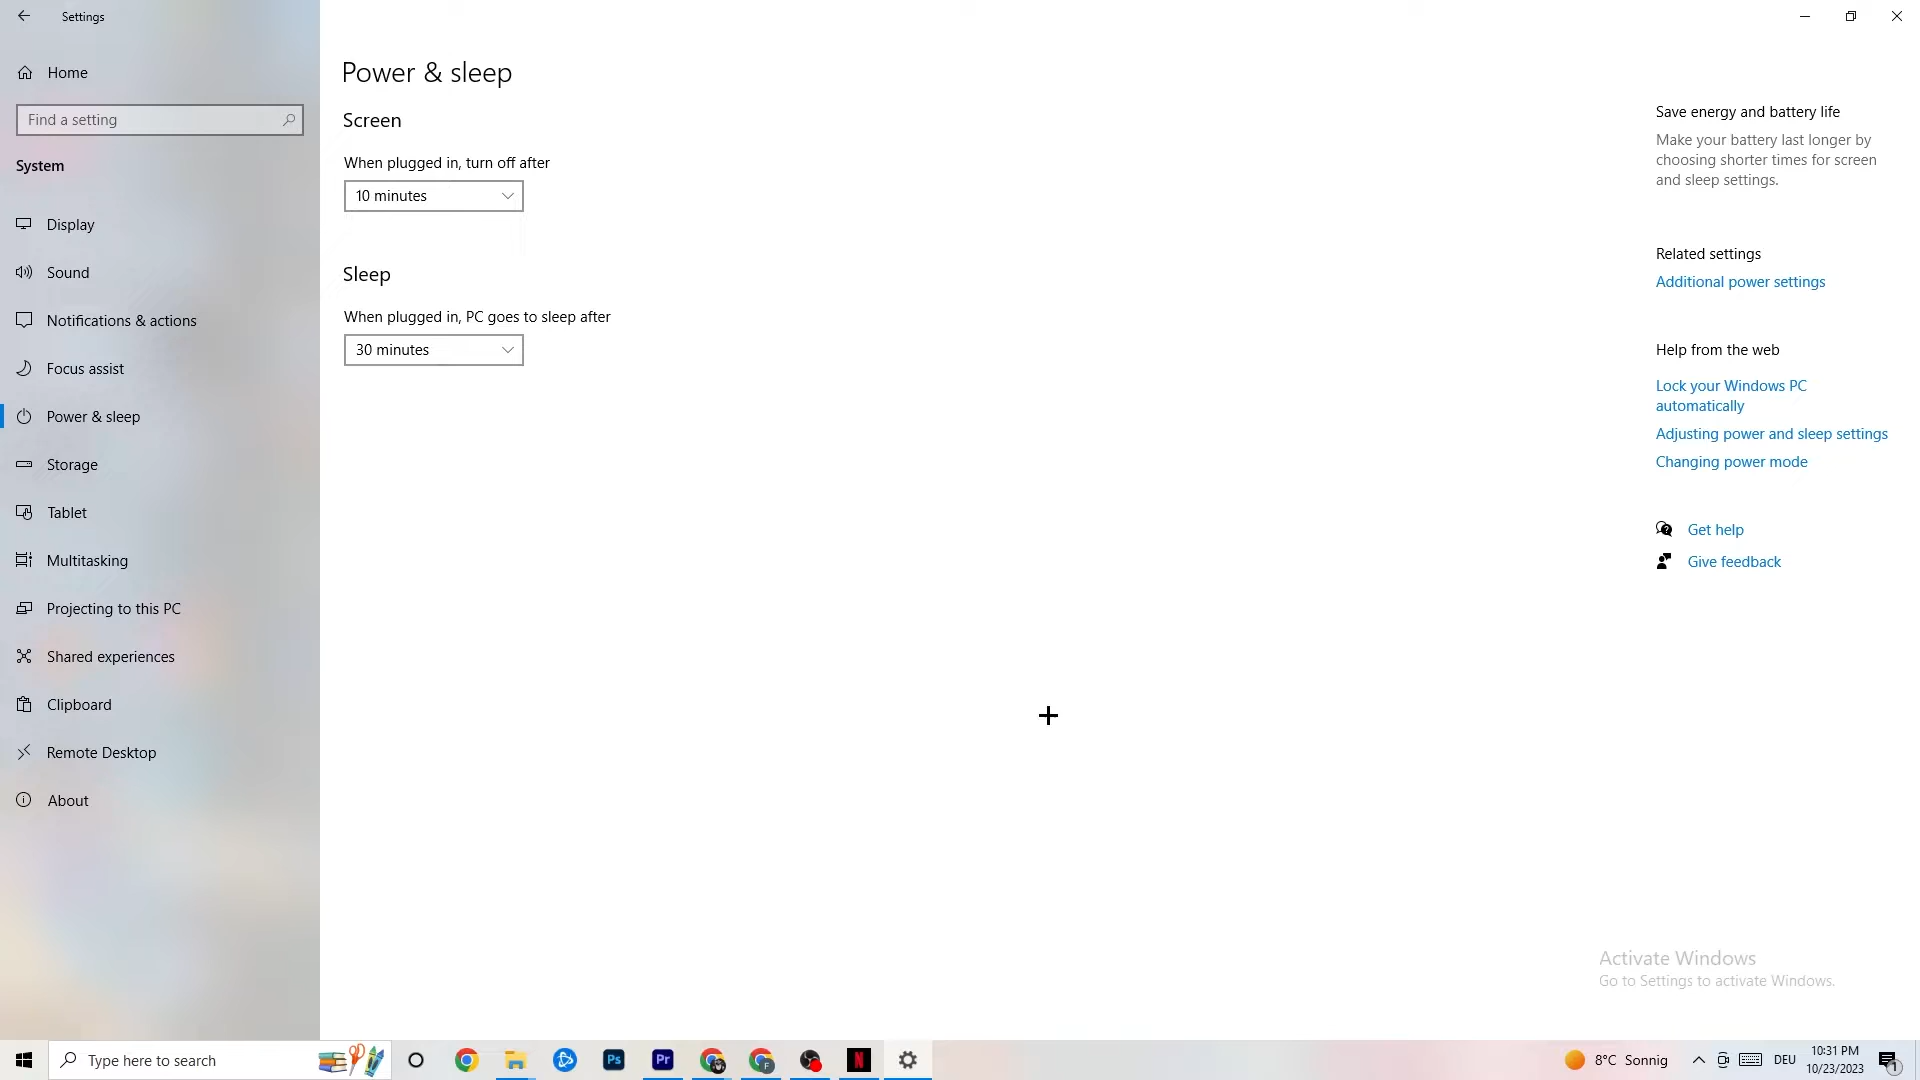 Settings
Home
Find a setting
System
Display
Sound
Notifications & actions
Focus assist
Power & sleep
Storage
Tablet
Multitasking
Projecting to this PC
Shared experiences
Clipboard
Remote Desktop
About
Power & sleep
Screen
When plugged in, turn off after
10 minutes
Sleep
When plugged in, PC goes to sleep after
30 minutes
Save energy and battery life
Make your battery last longer by
choosing shorter times for screen
and sleep settings.
Related settings
Additional power settings
Help from the web
Lock your Windows PC
automatically
Adjusting power and sleep settings
Changing power mode
Get help
Give feedback
Activate Windows
Go to Settings to activate Windows.
Type here to search
Ps
Pr
F
N
8°C Sonnig
DEU
10:31 PM
10/23/2023
1